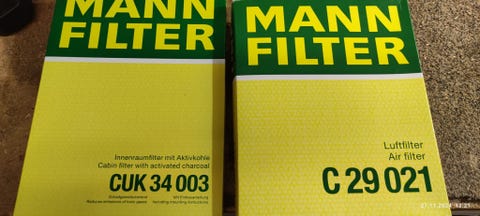 MANN
FILTER
Innenraumfilter mit Aktivkohle
Cabin filter with activated charcoal
CUK 34 003
MANN
FILTER
Luftfilter
Air filter
C 29 021